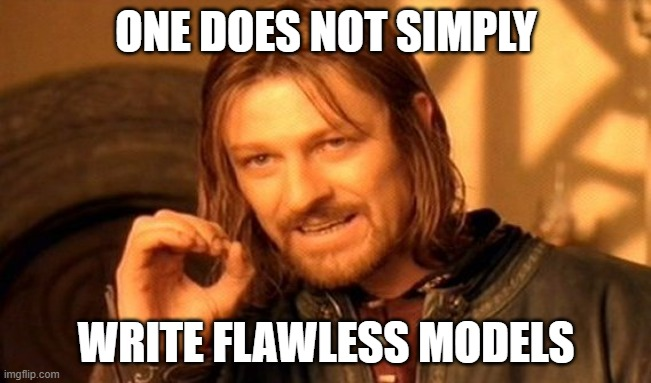 ONE DOES NOT SIMPLY
WRITE FLAWLESS MODELS
imgflip.com